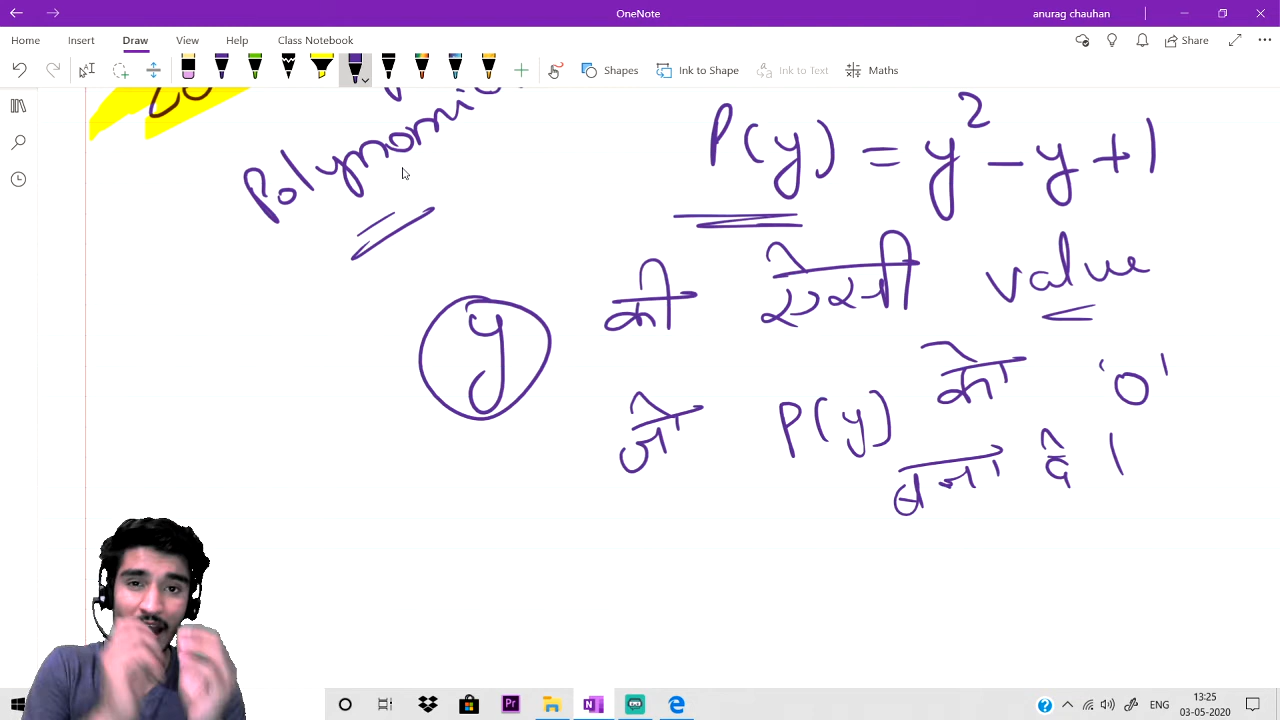 OneNote
anurag chauhan
Home Insert Draw View Help Class Notebook Share
Shapes Ink to Shape Ink to Text Maths
Polynomia
P(y) = y² - y + 1
y की ऐसी value
जो P(y) को '0'
बना दे।
ENG
13:25
03-05-2020